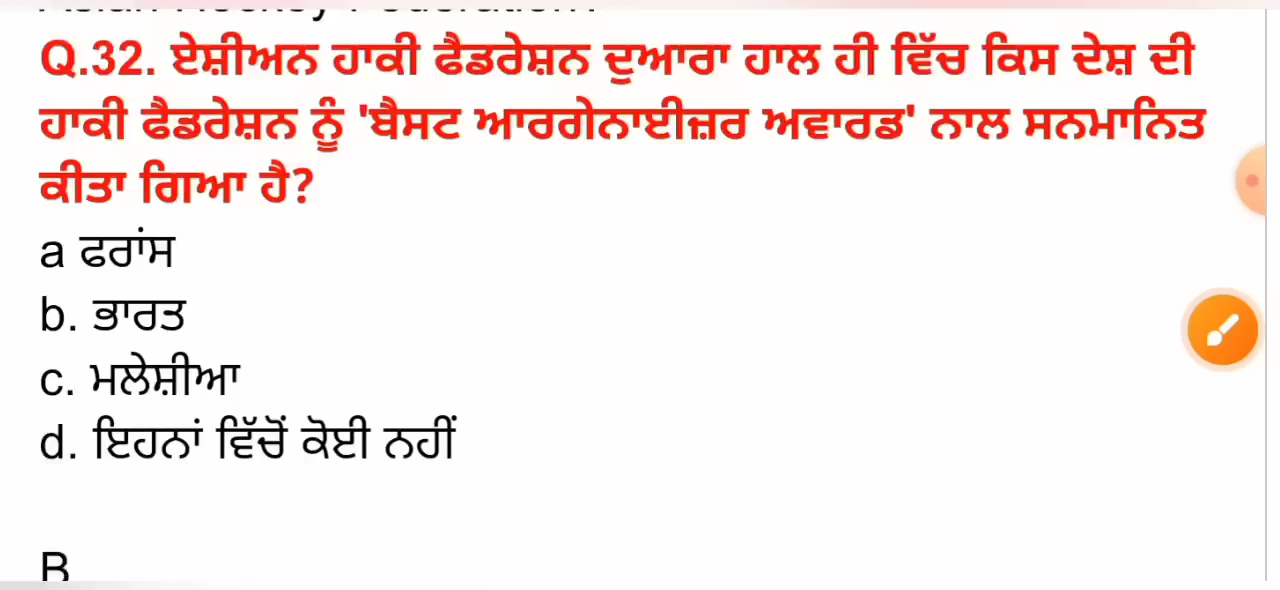 Q.32. ਏਸ਼ੀਅਨ ਹਾਕੀ ਫੈਡਰੇਸ਼ਨ ਦੁਆਰਾ ਹਾਲ ਹੀ ਵਿੱਚ ਕਿਸ ਦੇਸ਼ ਦੀ
ਹਾਕੀ ਫੈਡਰੇਸ਼ਨ ਨੂੰ 'ਬੈਸਟ ਆਰਗੇਨਾਈਜ਼ਰ ਅਵਾਰਡ' ਨਾਲ ਸਨਮਾਨਿਤ
ਕੀਤਾ ਗਿਆ ਹੈ?
a ਫਰਾਂਸ
b. ਭਾਰਤ
c. ਮਲੇਸ਼ੀਆ
d. ਇਹਨਾਂ ਵਿੱਚੋਂ ਕੋਈ ਨਹੀਂ
B